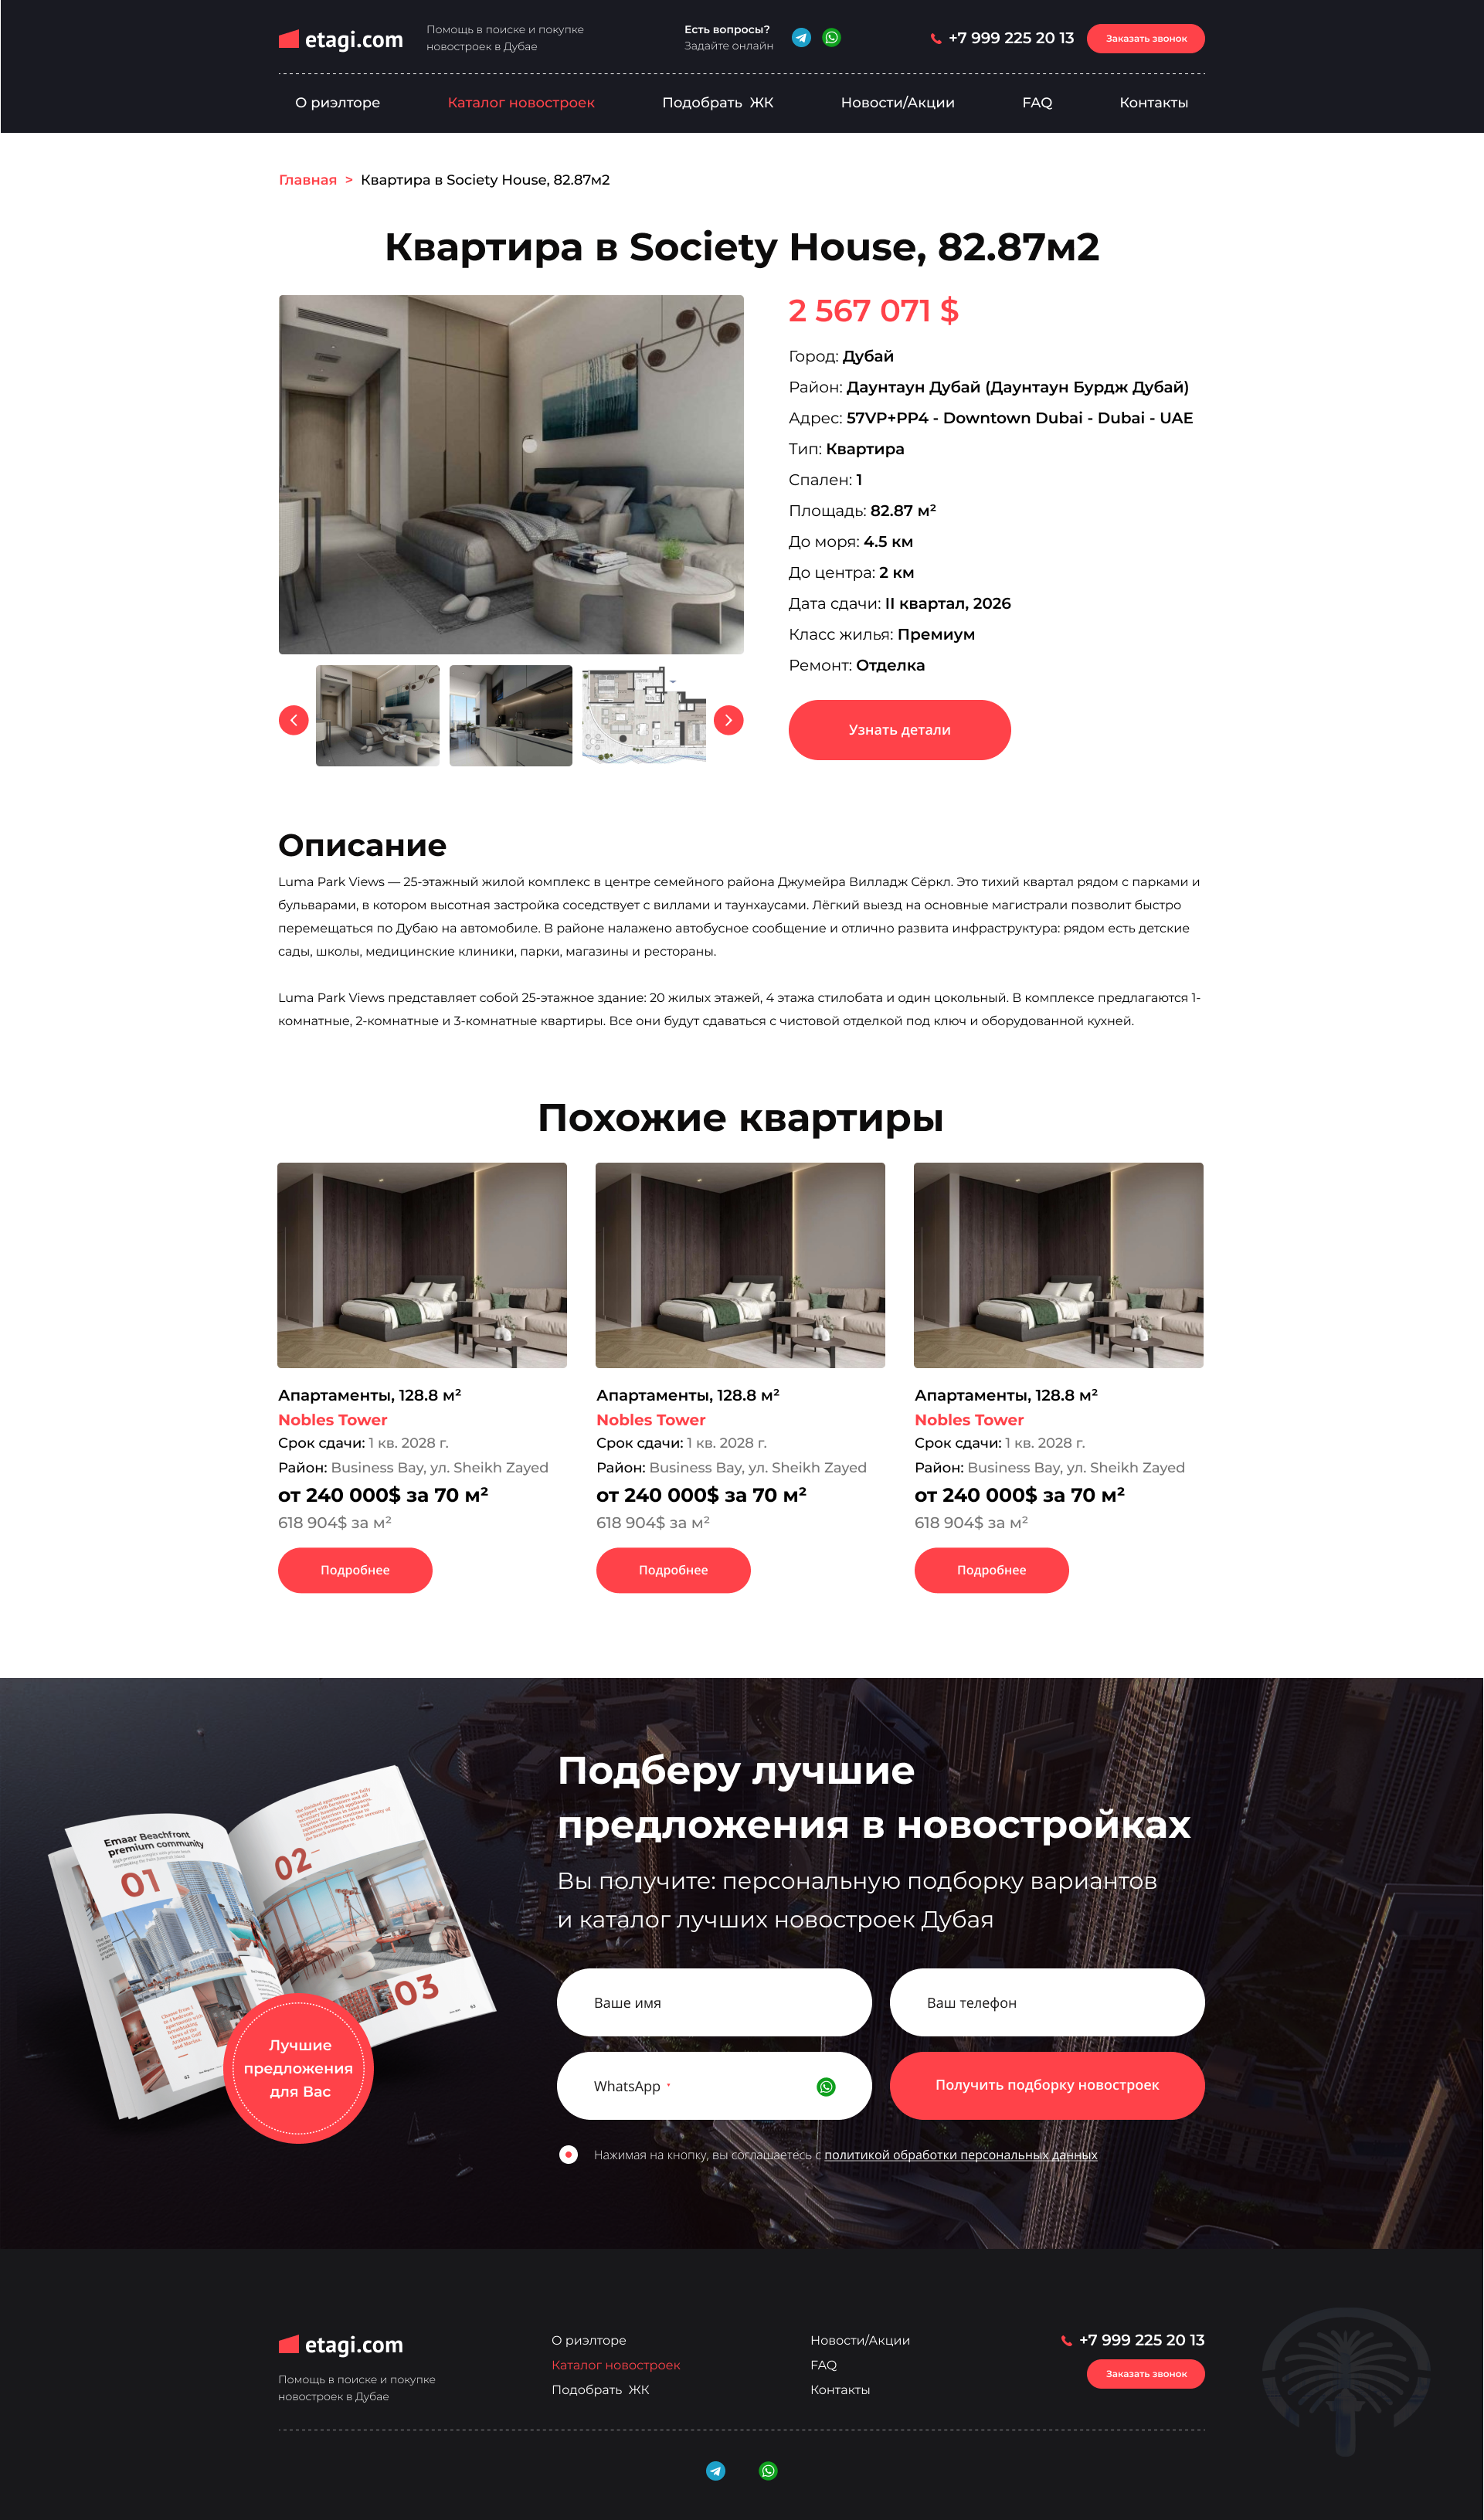 etagi.com
Помощь в поиске и покупке
новостроек в Дубае
Есть вопросы?
Задайте онлайн
+7 999 225 20 13
Заказать звонок
О риэлторе
Каталог новостроек
Подобрать ЖК
Новости/Акции
FAQ
Контакты
Главная > Квартира в Society House, 82.87м2
Квартира в Society House, 82.87м2
2 567 071 $
Город: Дубай
Район: Даунтаун Дубай (Даунтаун Бурдж Дубай)
Адрес: 57VP+PP4 - Downtown Dubai - Dubai - UAE
Тип: Квартира
Спален: 1
Площадь: 82.87 м²
До моря: 4.5 км
До центра: 2 км
Дата сдачи: II квартал, 2026
Класс жилья: Премиум
Ремонт: Отделка
Узнать детали
Описание
Luma Park Views — 25-этажный жилой комплекс в центре семейного района Джумейра Вилладж Сёркл. Это тихий квартал рядом с парками и
бульварами, в котором высотная застройка соседствует с виллами и таунхаусами. Лёгкий выезд на основные магистрали позволит быстро
перемещаться по Дубаю на автомобиле. В районе налажено автобусное сообщение и отлично развита инфраструктура: рядом есть детские
сады, школы, медицинские клиники, парки, магазины и рестораны.
Luma Park Views представляет собой 25-этажное здание: 20 жилых этажей, 4 этажа стилобата и один цокольный. В комплексе предлагаются 1-
комнатные, 2-комнатные и 3-комнатные квартиры. Все они будут сдаваться с чистовой отделкой под ключ и оборудованной кухней.
Похожие квартиры
Апартаменты, 128.8 м²
Nobles Tower
Срок сдачи: 1 кв. 2028 г.
Район: Business Bay, ул. Sheikh Zayed
от 240 000$ за 70 м²
618 904$ за м²
Подробнее
Апартаменты, 128.8 м²
Nobles Tower
Срок сдачи: 1 кв. 2028 г.
Район: Business Bay, ул. Sheikh Zayed
от 240 000$ за 70 м²
618 904$ за м²
Подробнее
Апартаменты, 128.8 м²
Nobles Tower
Срок сдачи: 1 кв. 2028 г.
Район: Business Bay, ул. Sheikh Zayed
от 240 000$ за 70 м²
618 904$ за м²
Подробнее
Emaar Beachfront
premium community
01
02
03
Лучшие
предложения
для Вас
Подберу лучшие
предложения в новостройках
Вы получите: персональную подборку вариантов
и каталог лучших новостроек Дубая
Ваше имя
Ваш телефон
WhatsApp *
Получить подборку новостроек
Нажимая на кнопку, вы соглашаетесь с политикой обработки персональных данных
etagi.com
Помощь в поиске и покупке
новостроек в Дубае
О риэлторе
Каталог новостроек
Подобрать ЖК
Новости/Акции
FAQ
Контакты
+7 999 225 20 13
Заказать звонок